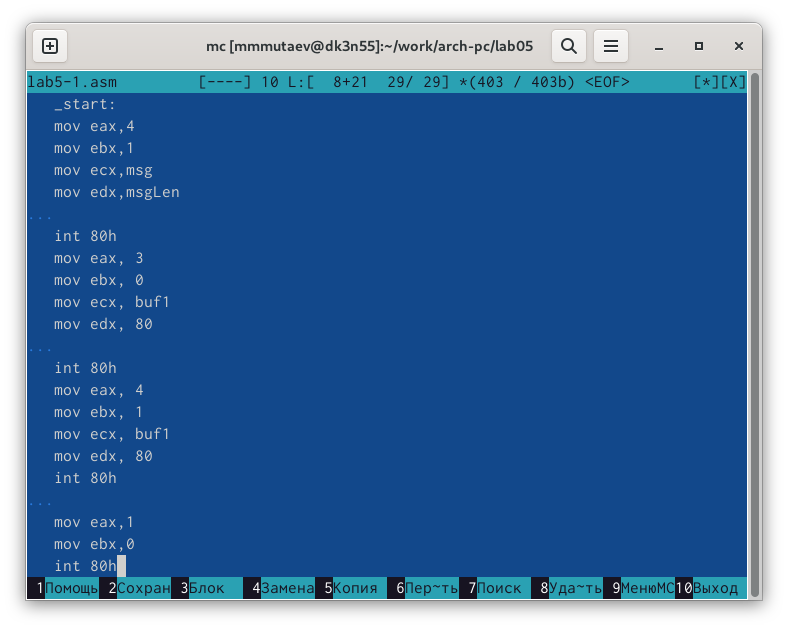 mc [mmmutaev@dk3n55]:~/work/arch-pc/lab05
lab5-1.asm [----] 10 L:[ 8+21 29/ 29] *(403 / 403b) <EOF> [*][X]
_start:
mov eax,4
mov ebx,1
mov ecx,msg
mov edx,msgLen
...
int 80h
mov eax, 3
mov ebx, 0
mov ecx, buf1
mov edx, 80
...
int 80h
mov eax, 4
mov ebx, 1
mov ecx, buf1
mov edx, 80
int 80h
...
mov eax,1
mov ebx,0
int 80h
1Помощь 2Сохран 3Блок 4Замена 5Копия 6Пер~ть 7Поиск 8Уда~ть 9МенюMC 10Выход